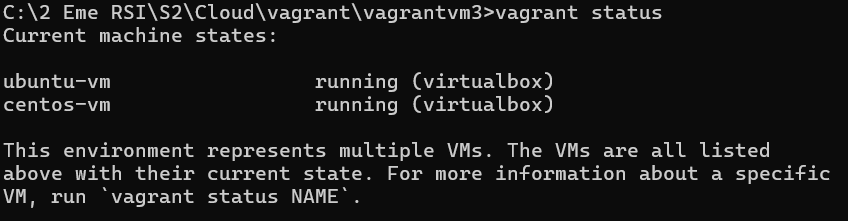 C:\2 Eme RSI\S2\Cloud\vagrant\vagrantvm3>vagrant status
Current machine states:
ubuntu-vm                 running (virtualbox)
centos-vm                 running (virtualbox)
This environment represents multiple VMs. The VMs are all listed
above with their current state. For more information about a specific
VM, run `vagrant status NAME`.